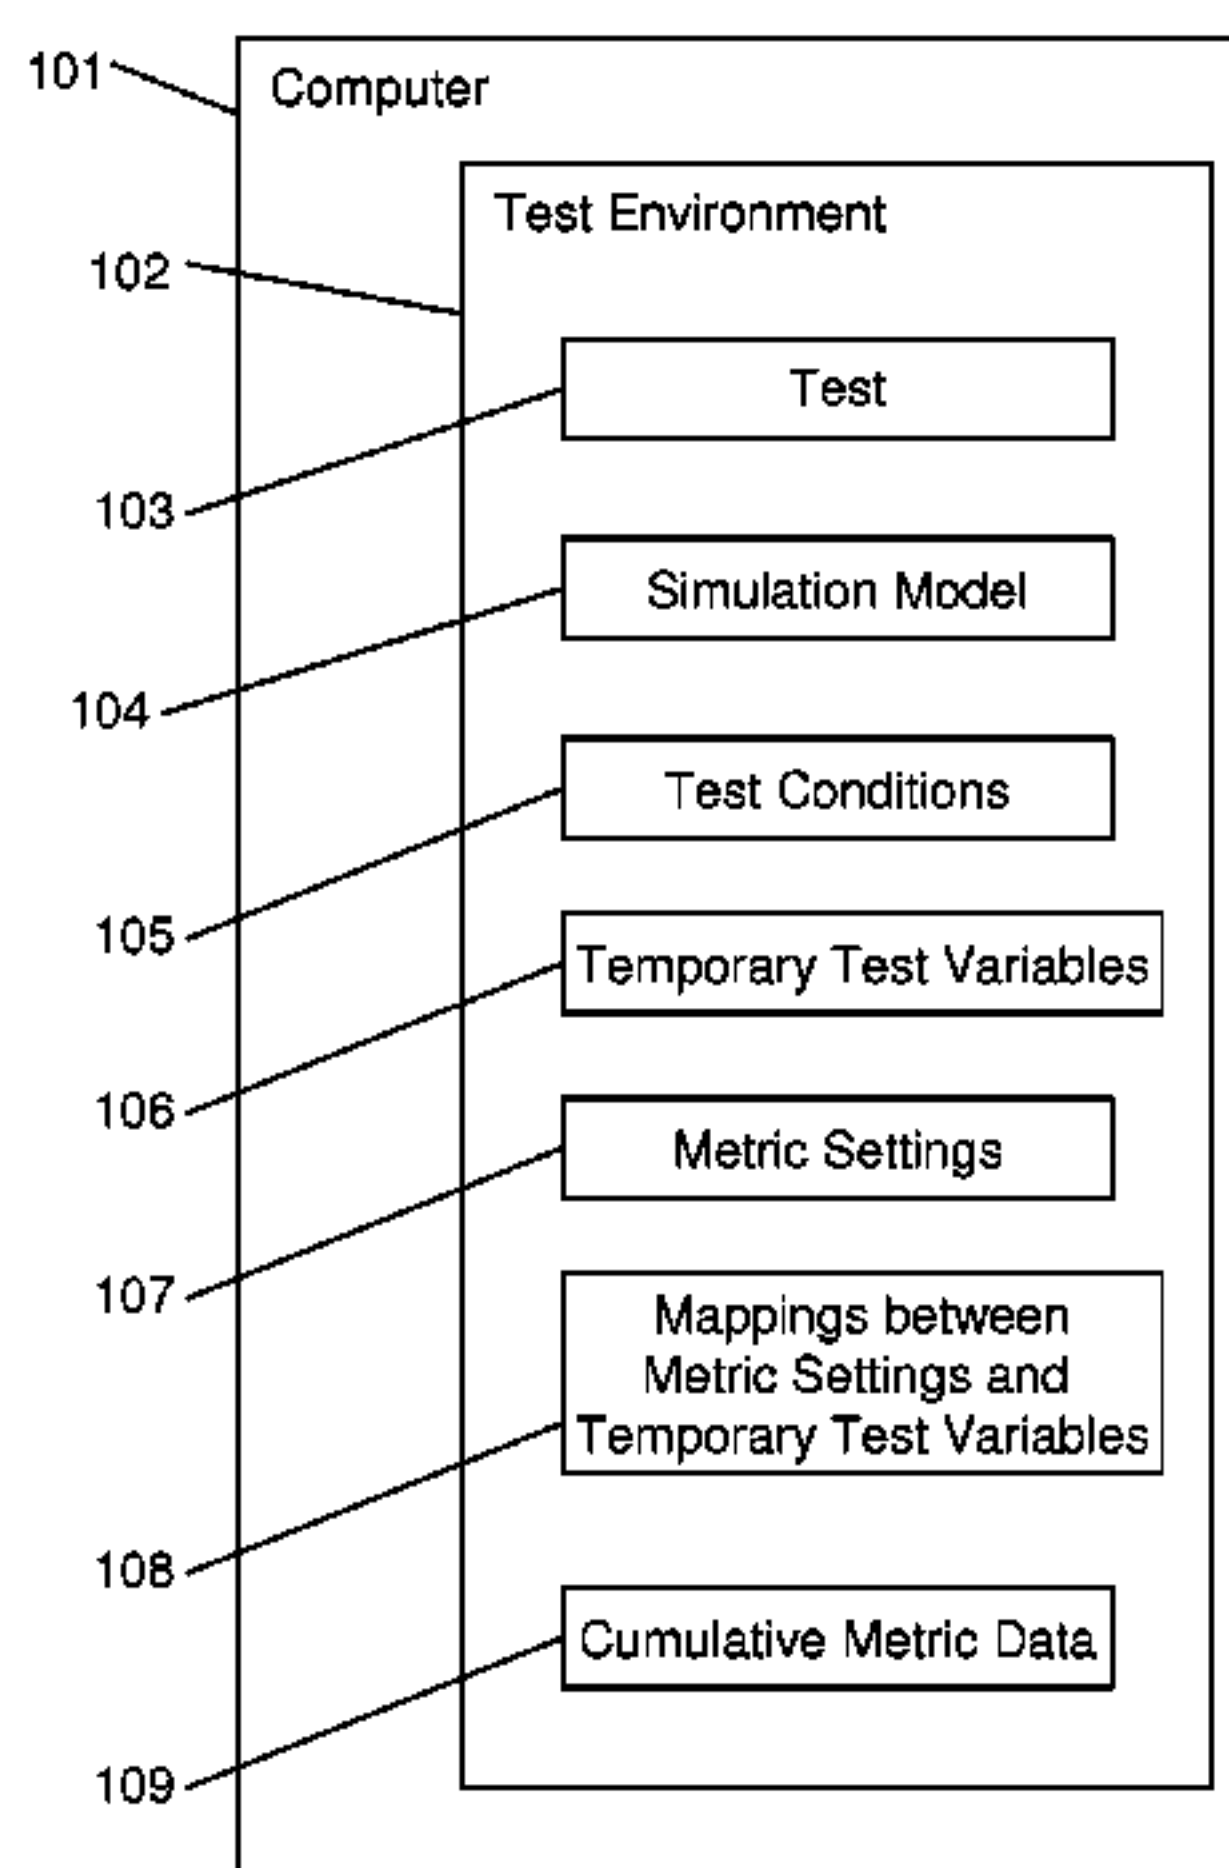 101
Computer
Test Environment
102
Test
103
Simulation Model
104
Test Conditions
105
Temporary Test Variables
106
Metric Settings
107
Mappings between
Metric Settings and
Temporary Test Variables
108
Cumulative Metric Data
109